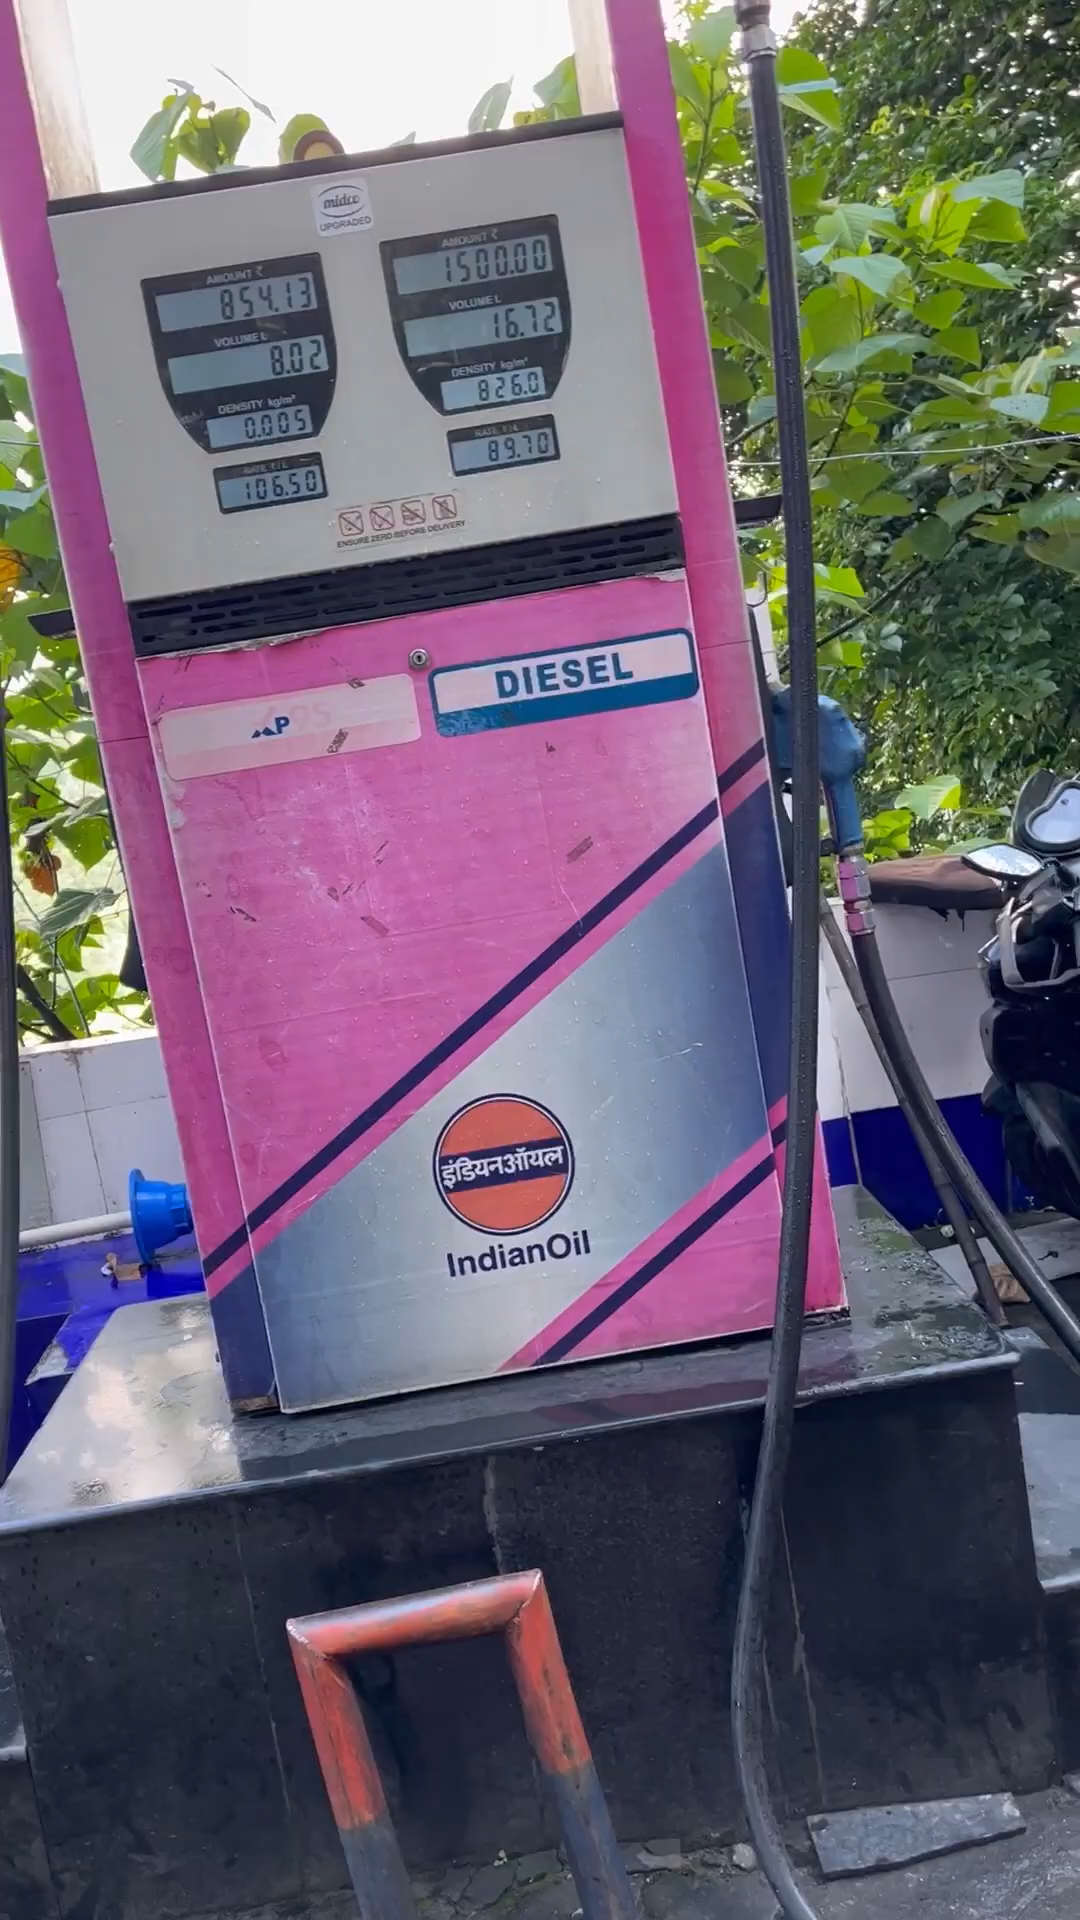 midco
UPGRADED
AMOUNT ₹
854.13
VOLUME L
8.02
DENSITY kg/m³
0.005
RATE ₹/L
106.50
AMOUNT ₹
1500.00
VOLUME L
16.72
DENSITY kg/m³
826.0
RATE ₹/L
89.70
ENSURE ZERO BEFORE DELIVERY
DIESEL
इंडियनऑयल
IndianOil